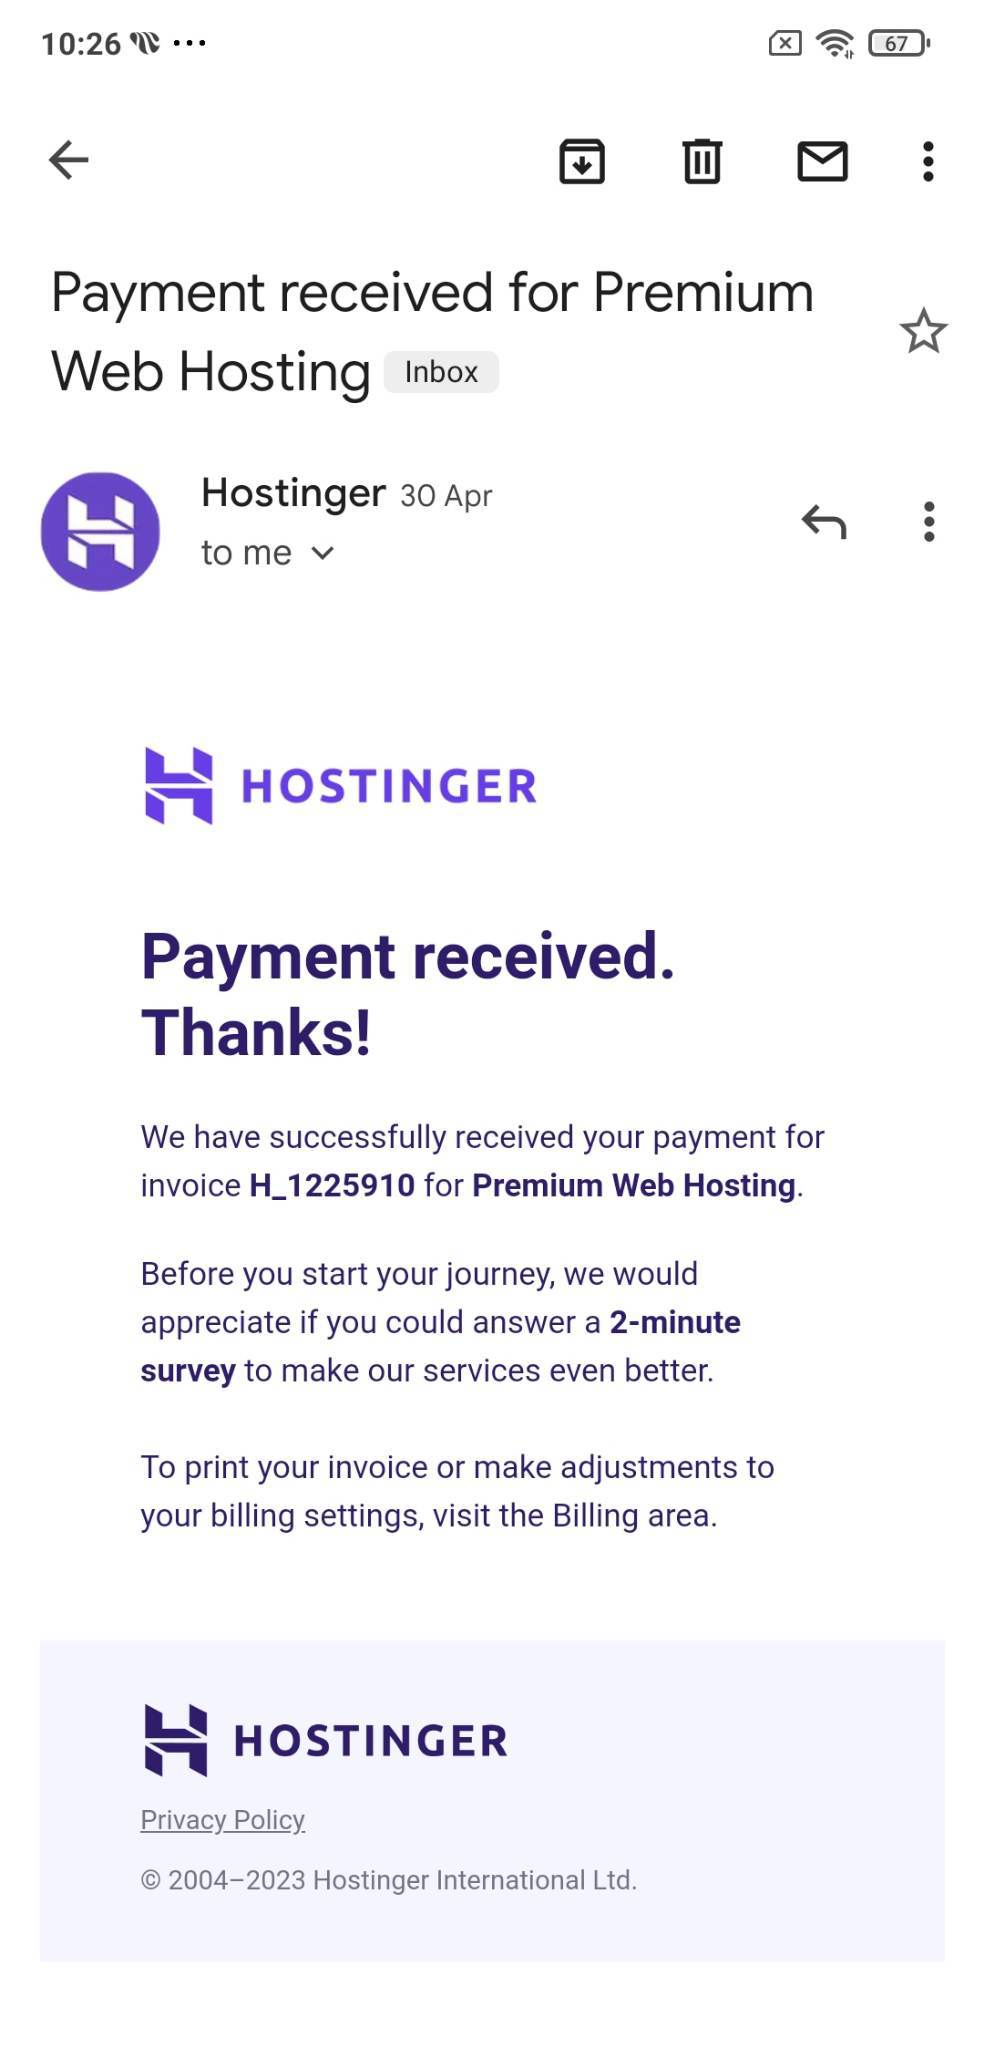 10:26
67
Payment received for Premium
Web Hosting Inbox
Hostinger 30 Apr
to me
HOSTINGER
Payment received.
Thanks!
We have successfully received your payment for
invoice H_1225910 for Premium Web Hosting.
Before you start your journey, we would
appreciate if you could answer a 2-minute
survey to make our services even better.
To print your invoice or make adjustments to
your billing settings, visit the Billing area.
HOSTINGER
Privacy Policy
© 2004–2023 Hostinger International Ltd.